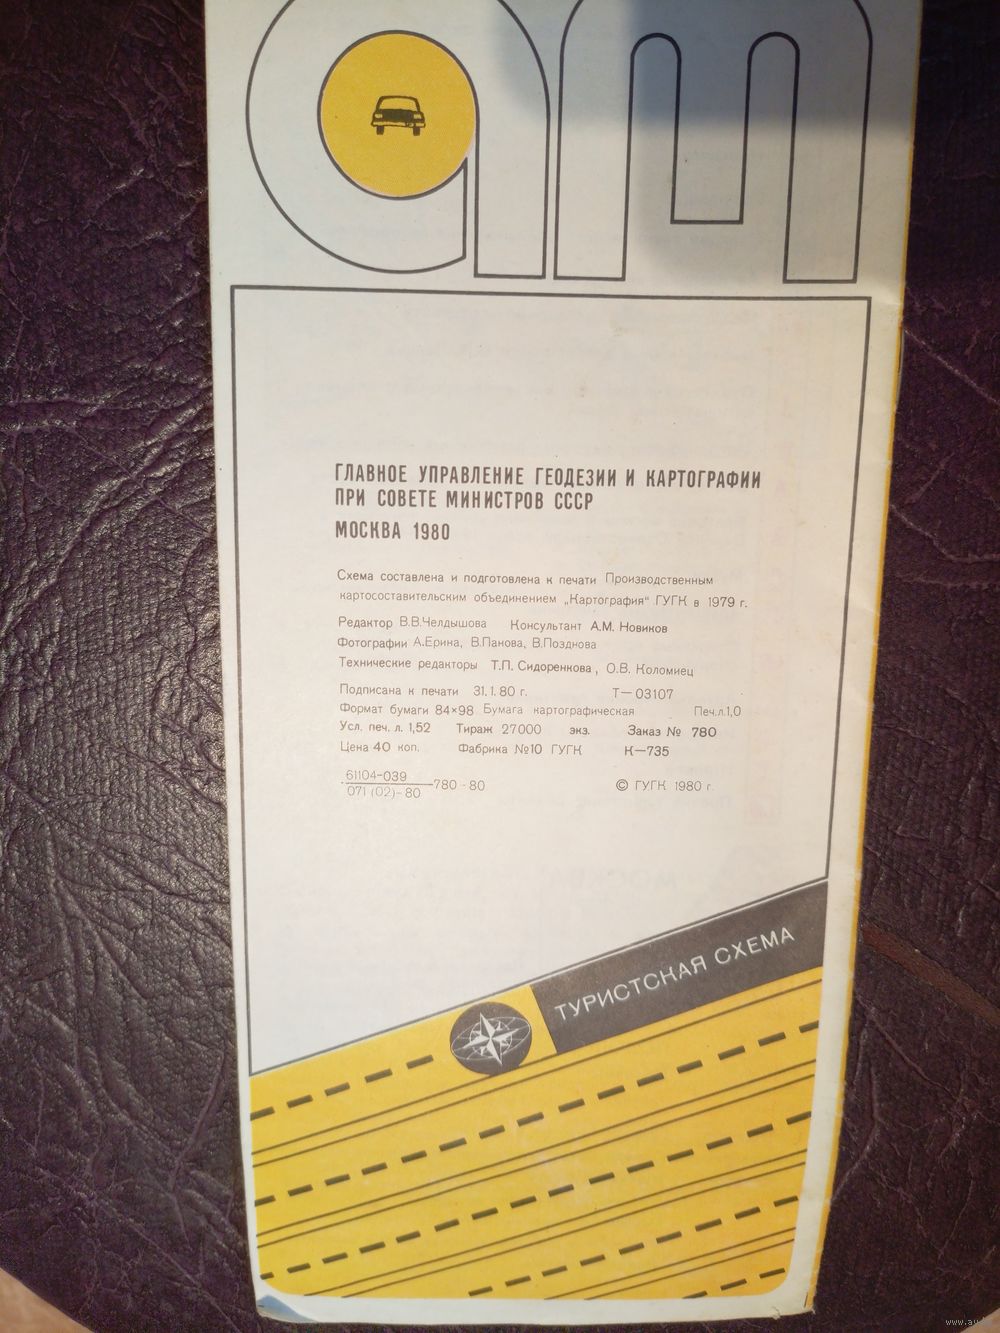 ам
ГЛАВНОЕ УПРАВЛЕНИЕ ГЕОДЕЗИИ И КАРТОГРАФИИ
ПРИ СОВЕТЕ МИНИСТРОВ СССР
МОСКВА 1980
Схема составлена и подготовлена к печати Производственным
картосоставительским объединением „Картография" ГУГК в 1979 г.
Редактор В.В.Челдышова Консультант А.М. Новиков
Фотографии А.Ерина, В.Панова, В.Позднова
Технические редакторы Т.П. Сидоренкова, О.В. Коломиец
Подписана к печати 31.1.80 г. Т—03107
Формат бумаги 84×98 Бумага картографическая Печ.л.1,0
Усл. печ. л. 1,52 Тираж 27000 экз. Заказ № 780
Цена 40 коп. Фабрика №10 ГУГК К—735
61104-039
071 (02)-80
780-80 © ГУГК 1980 г.
ТУРИСТСКАЯ СХЕМА